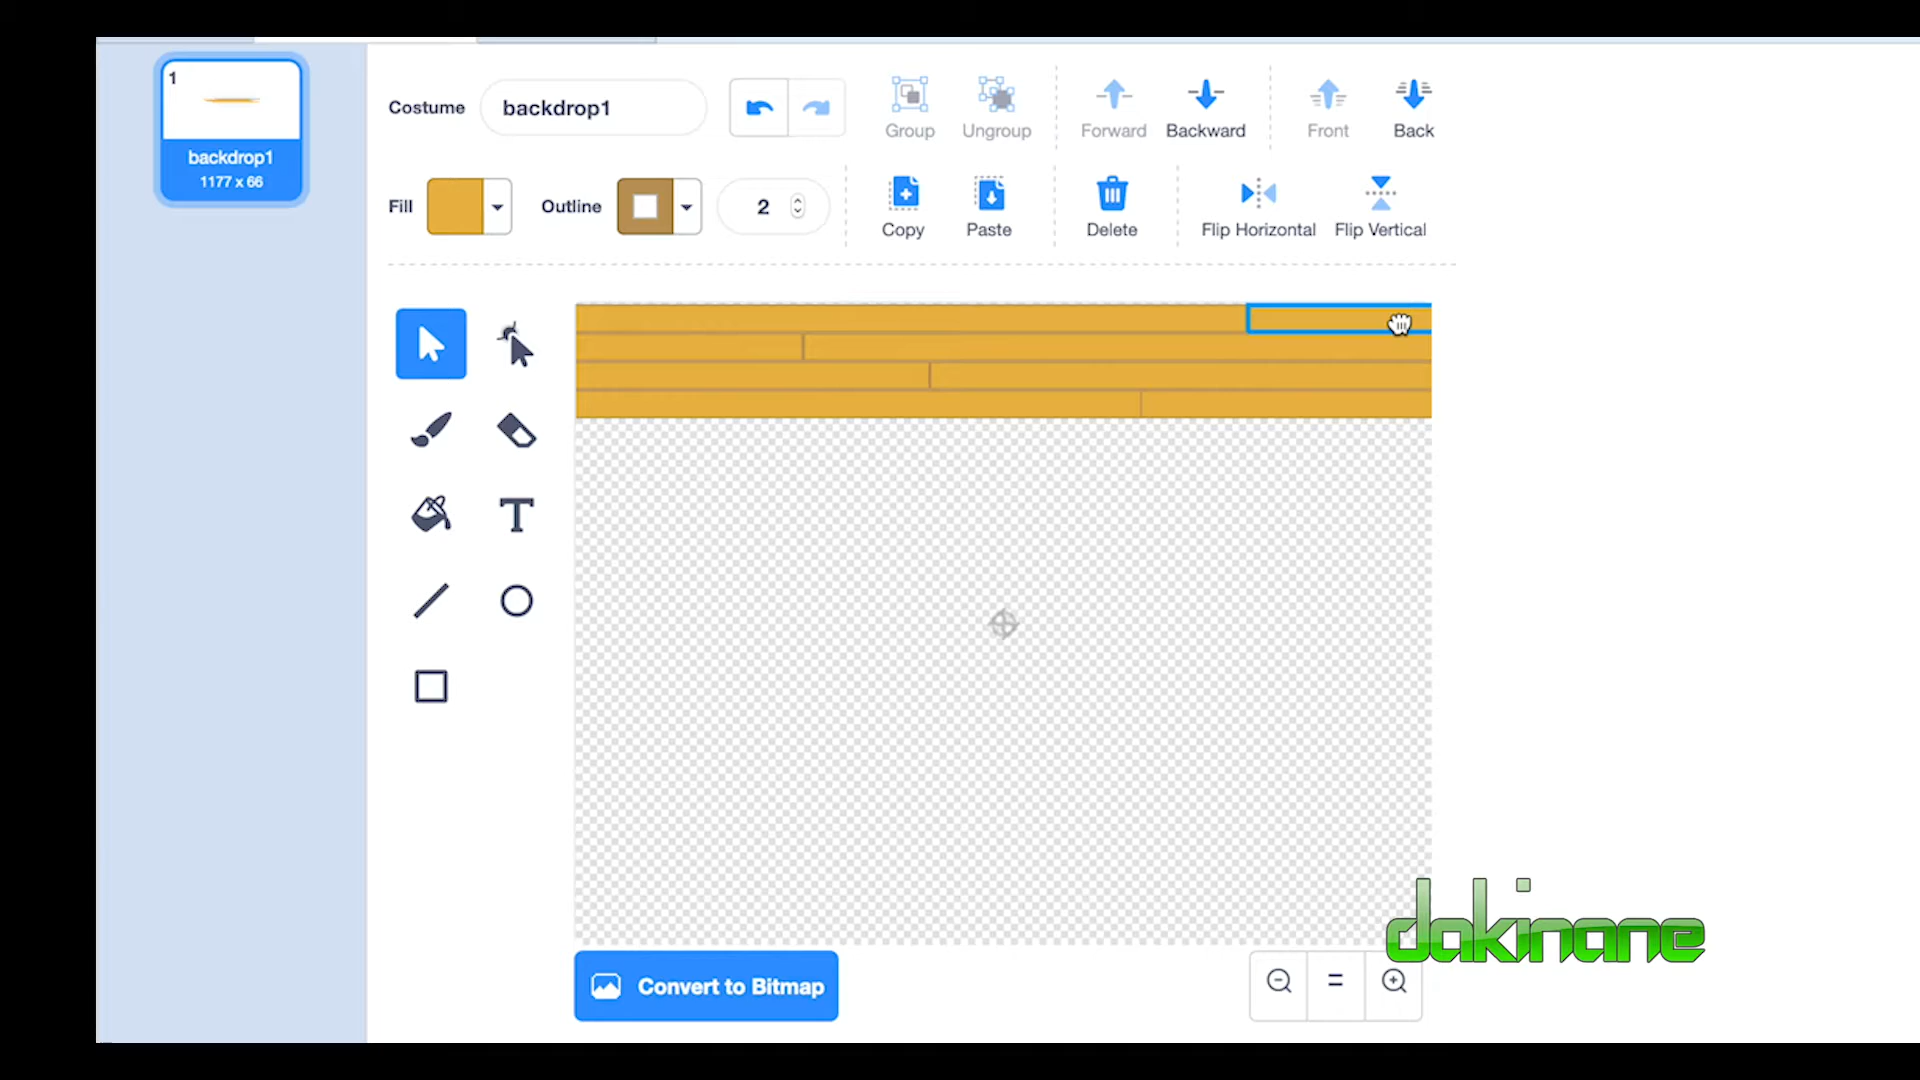 1
backdrop1
1177 x 66
Costume
backdrop1
Group
Ungroup
Forward
Backward
Front
Back
Fill
Outline
2
Copy
Paste
Delete
Flip Horizontal
Flip Vertical
T
Convert to Bitmap
=
dakinane